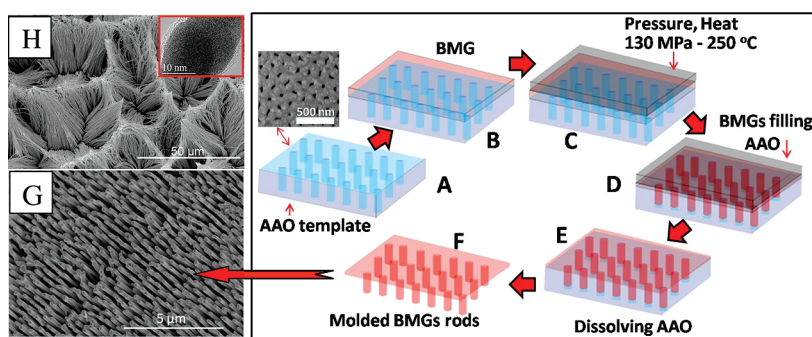 H
10 nm
50 µm
G
5 µm
500 nm
BMG
Pressure, Heat
130 MPa - 250 °C
B
C
BMGs filling
AAO
A
AAO template
D
F
E
Molded BMGs rods
Dissolving AAO